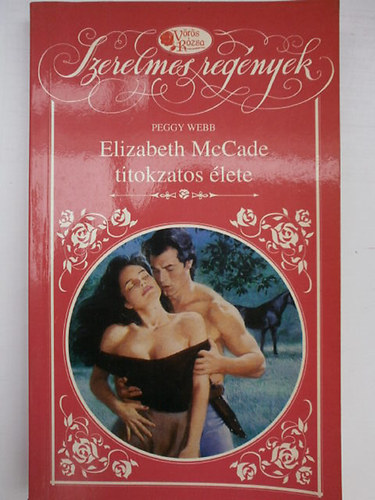 Vörös
Rózsa
Szerelmes regények
PEGGY WEBB
Elizabeth McCade
titokzatos élete